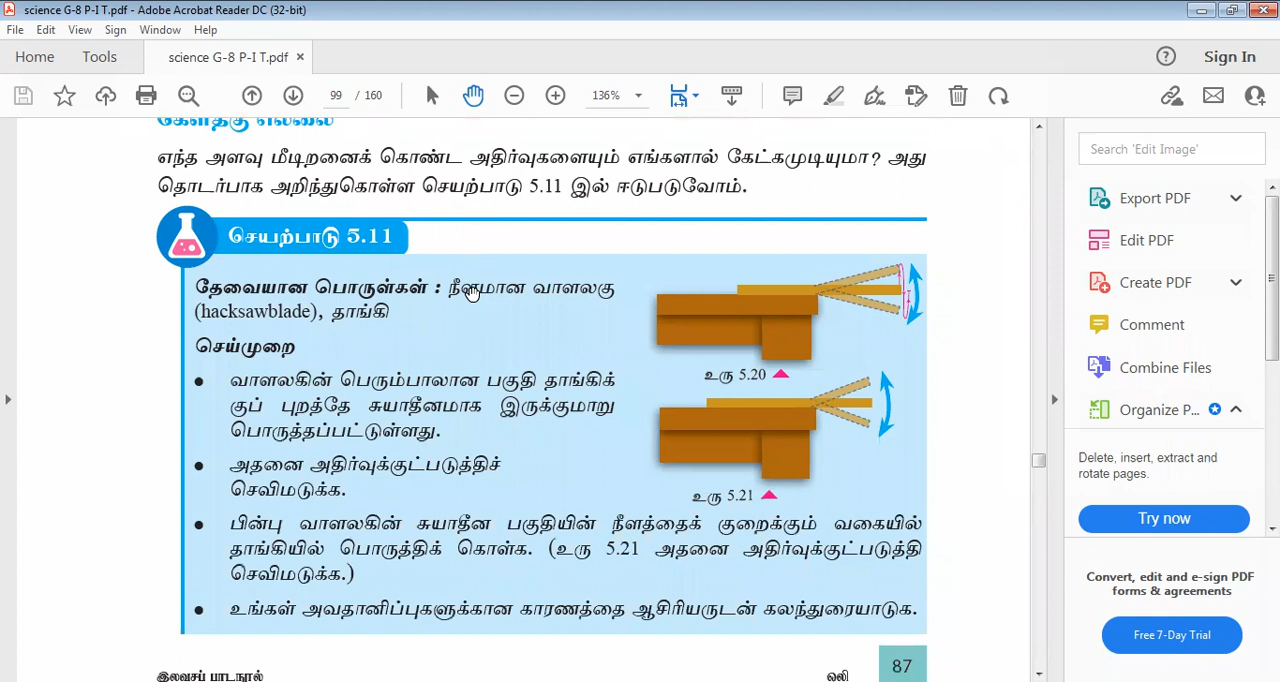 science G-8 P-I T.pdf - Adobe Acrobat Reader DC (32-bit)
File Edit View Sign Window Help
Home Tools science G-8 P-I T.pdf × Sign In
99 / 160 136%
எந்த அளவு மீடிறனைக் கொண்ட அதிர்வுகளையும் எங்களால் கேட்கமுடியுமா? அது
தொடர்பாக அறிந்துகொள்ள செயற்பாடு 5.11 இல் ஈடுபடுவோம்.
செயற்பாடு 5.11
தேவையான பொருள்கள் : நீளமான வாளலகு
(hacksawblade), தாங்கி
செய்முறை
• வாளலகின் பெரும்பாலான பகுதி தாங்கிக்
குப் புறத்தே சுயாதீனமாக இருக்குமாறு
பொருத்தப்பட்டுள்ளது.
• அதனை அதிர்வுக்குட்படுத்திச்
செவிமடுக்க.
உரு 5.20
உரு 5.21
• பின்பு வாளலகின் சுயாதீன பகுதியின் நீளத்தைக் குறைக்கும் வகையில்
தாங்கியில் பொருத்திக் கொள்க. (உரு 5.21 அதனை அதிர்வுக்குட்படுத்தி
செவிமடுக்க.)
• உங்கள் அவதானிப்புகளுக்கான காரணத்தை ஆசிரியருடன் கலந்துரையாடுக.
இலவசப் பாடநூல் ஒலி 87
Search 'Edit Image'
Export PDF
Edit PDF
Create PDF
Comment
Combine Files
Organize P...
Delete, insert, extract and
rotate pages.
Try now
Convert, edit and e-sign PDF
forms & agreements
Free 7-Day Trial